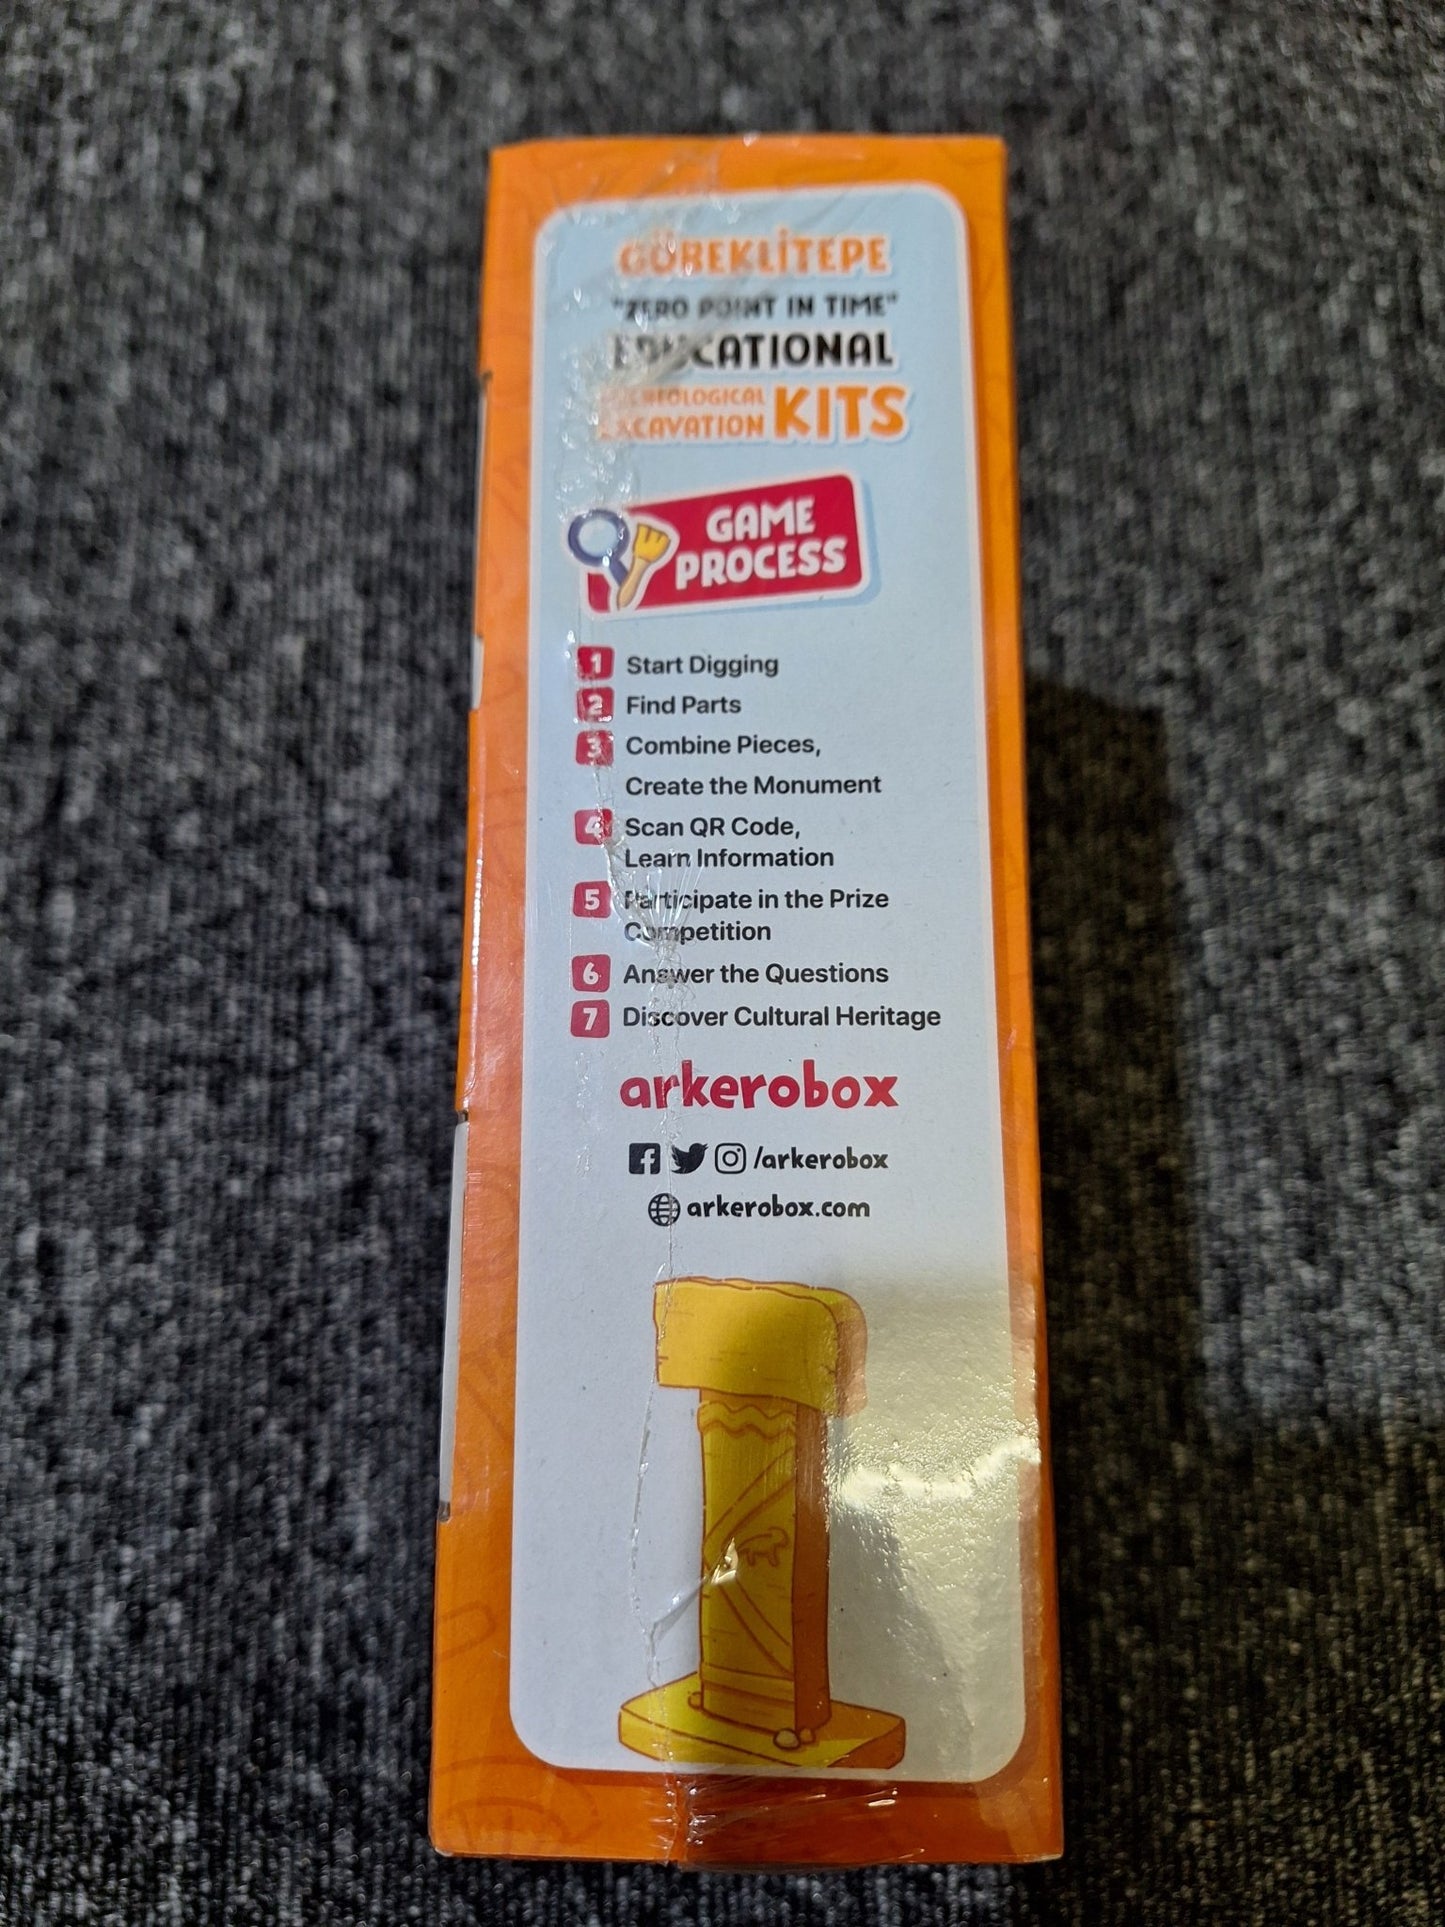 GÖBEKLİTEPE
"ZERO POINT IN TIME"
EDUCATIONAL
ARCHEOLOGICAL
EXCAVATION KITS
GAME
PROCESS
1 Start Digging
2 Find Parts
3 Combine Pieces,
Create the Monument
4 Scan QR Code,
Learn Information
5 Participate in the Prize
Competition
6 Answer the Questions
7 Discover Cultural Heritage
arkerobox
/arkerobox
arkerobox.com